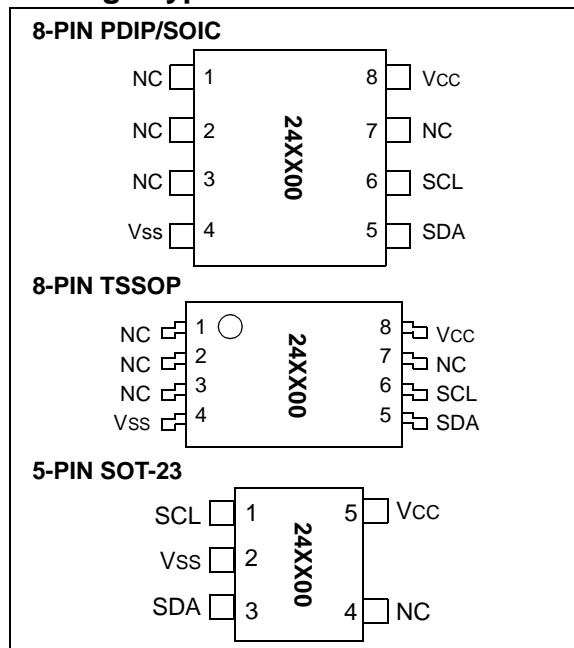 8-PIN PDIP/SOIC
NC 1 8 Vcc
NC 2 7 NC
NC 3 6 SCL
Vss 4 5 SDA
24XX00
8-PIN TSSOP
NC 1 8 Vcc
NC 2 7 NC
NC 3 6 SCL
Vss 4 5 SDA
24XX00
5-PIN SOT-23
SCL 1 5 Vcc
Vss 2
SDA 3 4 NC
24XX00